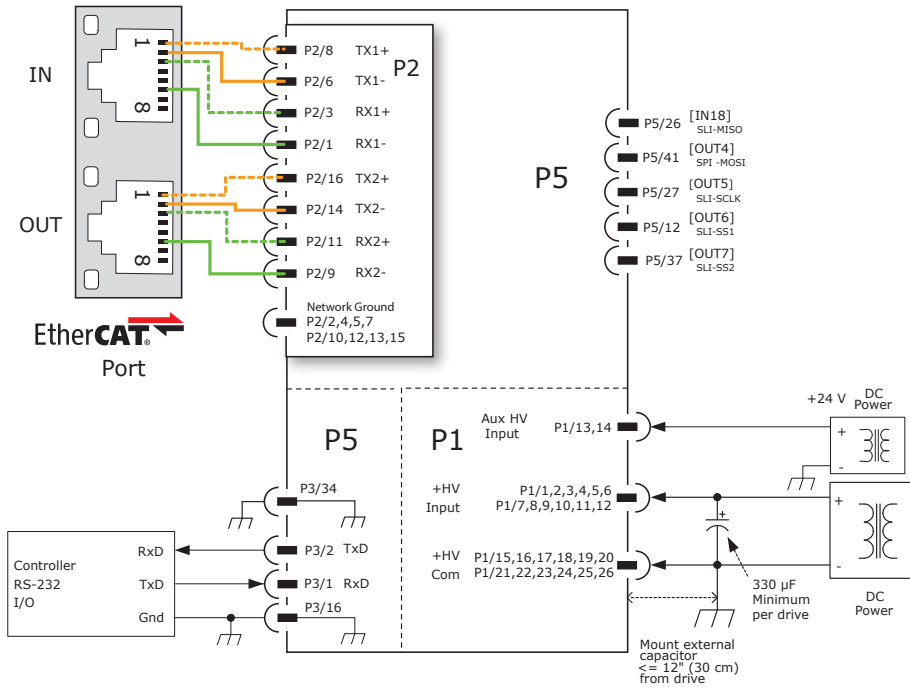 IN
1
8
OUT
1
8
EtherCAT®
Port
P2
P2/8 TX1+
P2/6 TX1-
P2/3 RX1+
P2/1 RX1-
P2/16 TX2+
P2/14 TX2-
P2/11 RX2+
P2/9 RX2-
Network Ground
P2/2,4,5,7
P2/10,12,13,15
P5
P5/26 [IN18]
SLI-MISO
P5/41 [OUT4]
SPI -MOSI
P5/27 [OUT5]
SLI-SCLK
P5/12 [OUT6]
SLI-SS1
P5/37 [OUT7]
SLI-SS2
P5
P3/34
P3/2 TxD
P3/1 RxD
P3/16
Controller
RS-232
I/O
RxD
TxD
Gnd
P1
Aux HV
Input
P1/13,14
+HV
Input
P1/1,2,3,4,5,6
P1/7,8,9,10,11,12
+HV
Com
P1/15,16,17,18,19,20
P1/21,22,23,24,25,26
+24 V
DC
Power
+
-
+
330 µF
Minimum
per drive
+
-
DC
Power
Mount external
capacitor
<= 12" (30 cm)
from drive